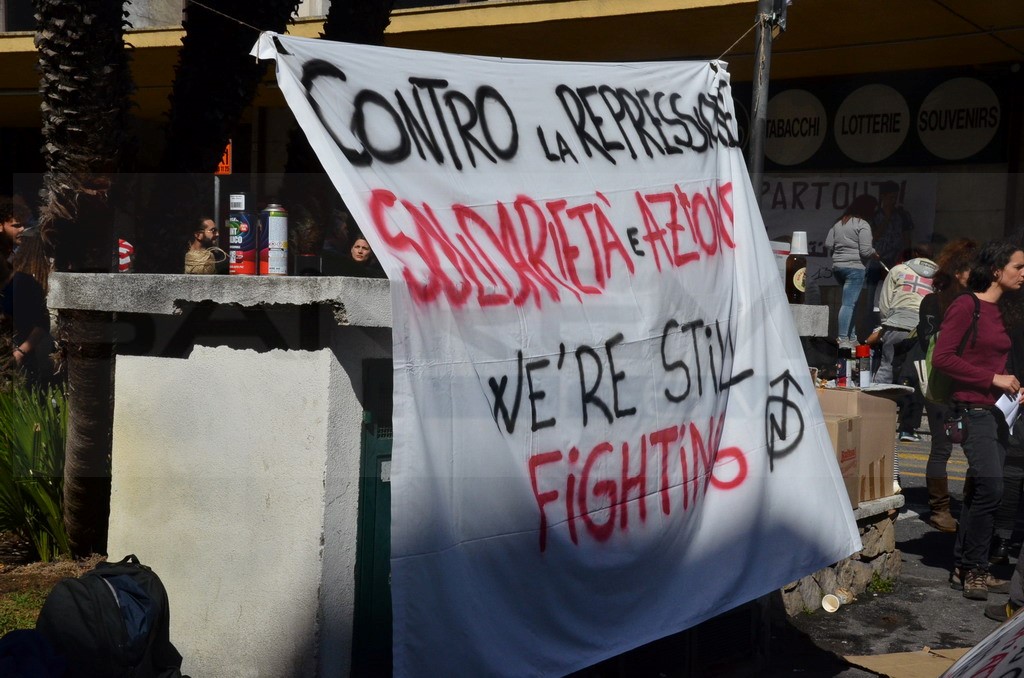 CONTRO LA REPRESSIONE
SOLIDARIETÀ E AZIONE
WE'RE STILL
FIGHTING
TABACCHI
LOTTERIE
SOUVENIRS
PARTOUT!